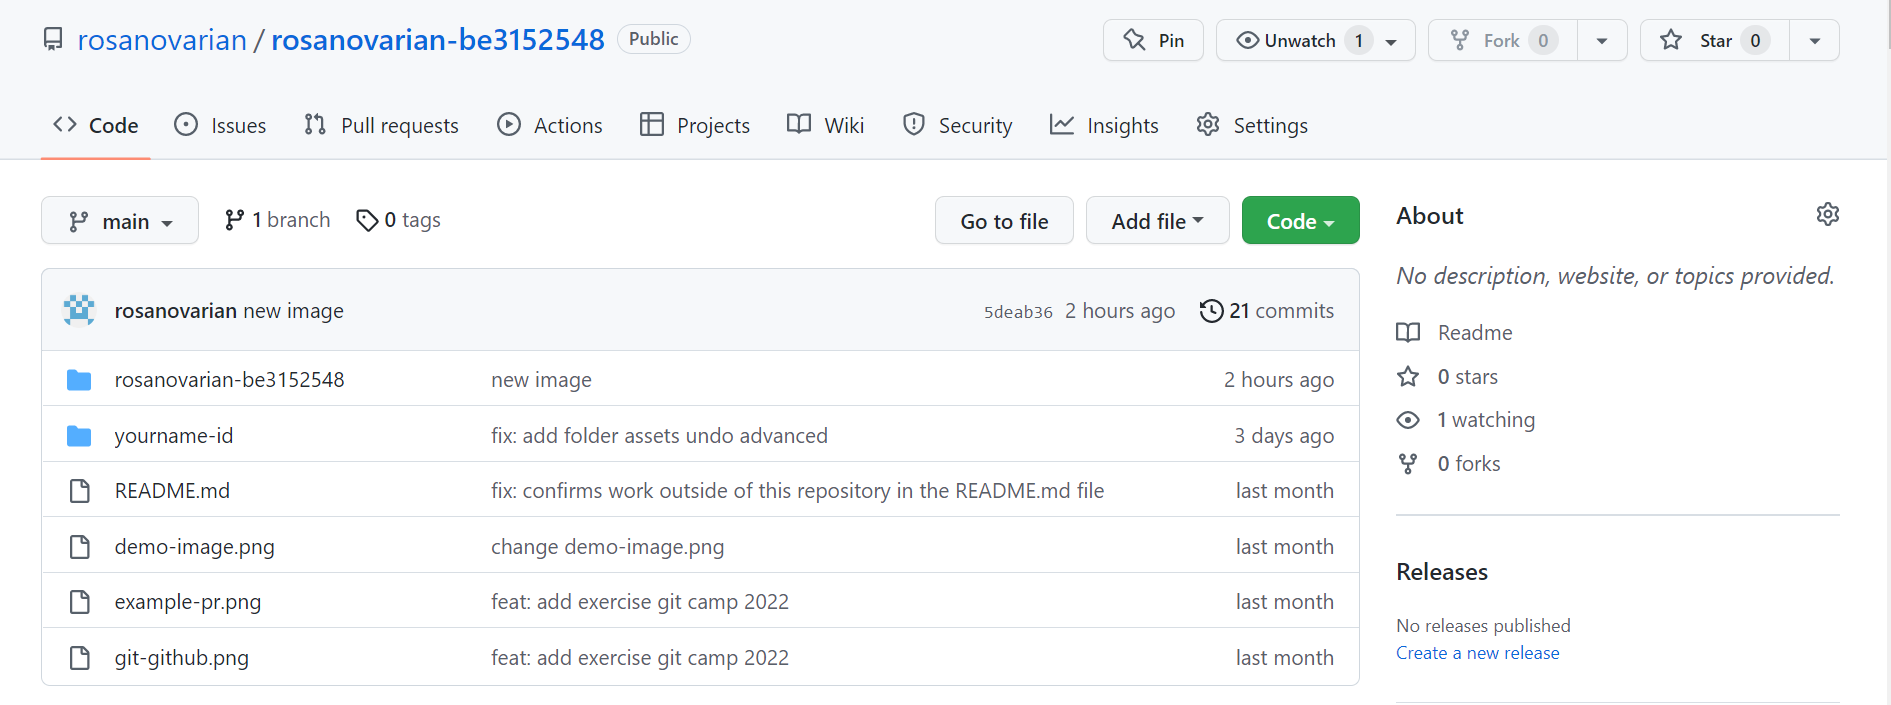 rosanovarian / rosanovarian-be3152548 Public Pin Unwatch 1 Fork 0 Star 0
Code Issues Pull requests Actions Projects Wiki Security Insights Settings
main 1 branch 0 tags Go to file Add file Code
rosanovarian new image 5deab36 2 hours ago 21 commits
rosanovarian-be3152548 new image 2 hours ago
yourname-id fix: add folder assets undo advanced 3 days ago
README.md fix: confirms work outside of this repository in the README.md file last month
demo-image.png change demo-image.png last month
example-pr.png feat: add exercise git camp 2022 last month
git-github.png feat: add exercise git camp 2022 last month
About
No description, website, or topics provided.
Readme
0 stars
1 watching
0 forks
Releases
No releases published
Create a new release